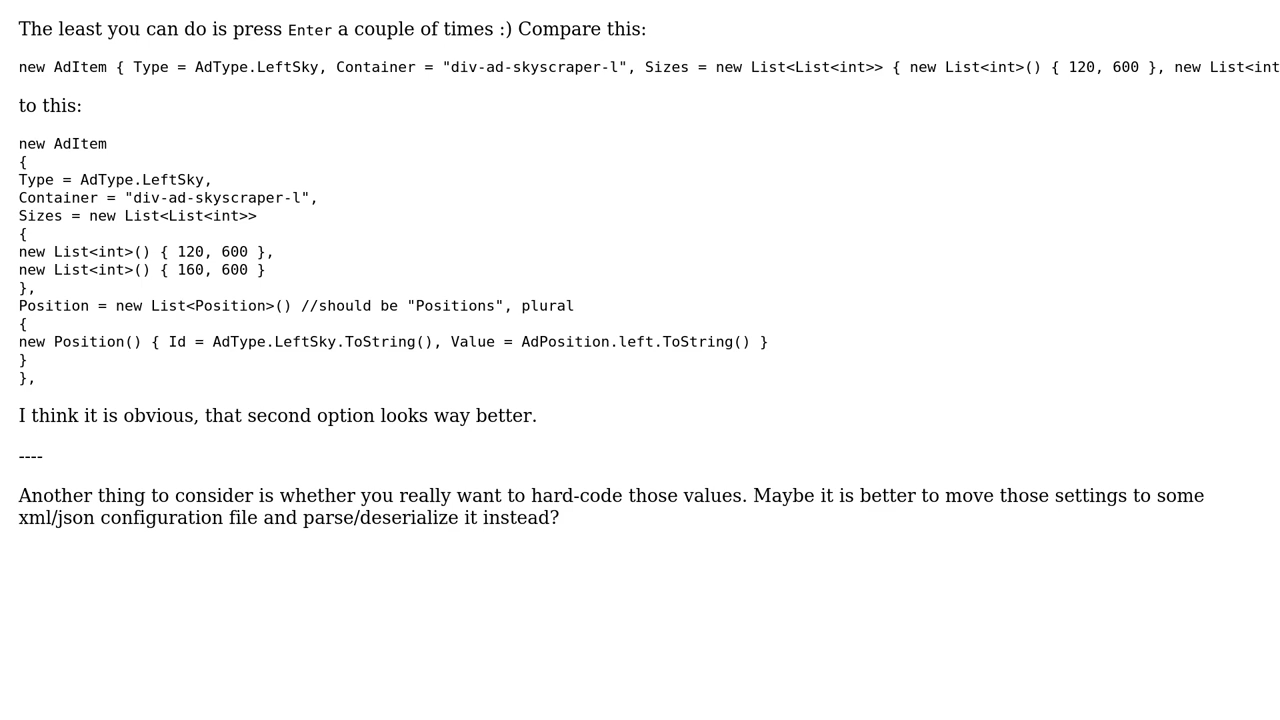 The least you can do is press Enter a couple of times :) Compare this:
new AdItem { Type = AdType.LeftSky, Container = "div-ad-skyscraper-l", Sizes = new List<List<int>> { new List<int>() { 120, 600 }, new List<int
to this:
new AdItem
{
Type = AdType.LeftSky,
Container = "div-ad-skyscraper-l",
Sizes = new List<List<int>>
{
new List<int>() { 120, 600 },
new List<int>() { 160, 600 }
},
Position = new List<Position>() //should be "Positions", plural
{
new Position() { Id = AdType.LeftSky.ToString(), Value = AdPosition.left.ToString() }
}
},
I think it is obvious, that second option looks way better.
----
Another thing to consider is whether you really want to hard-code those values. Maybe it is better to move those settings to some
xml/json configuration file and parse/deserialize it instead?